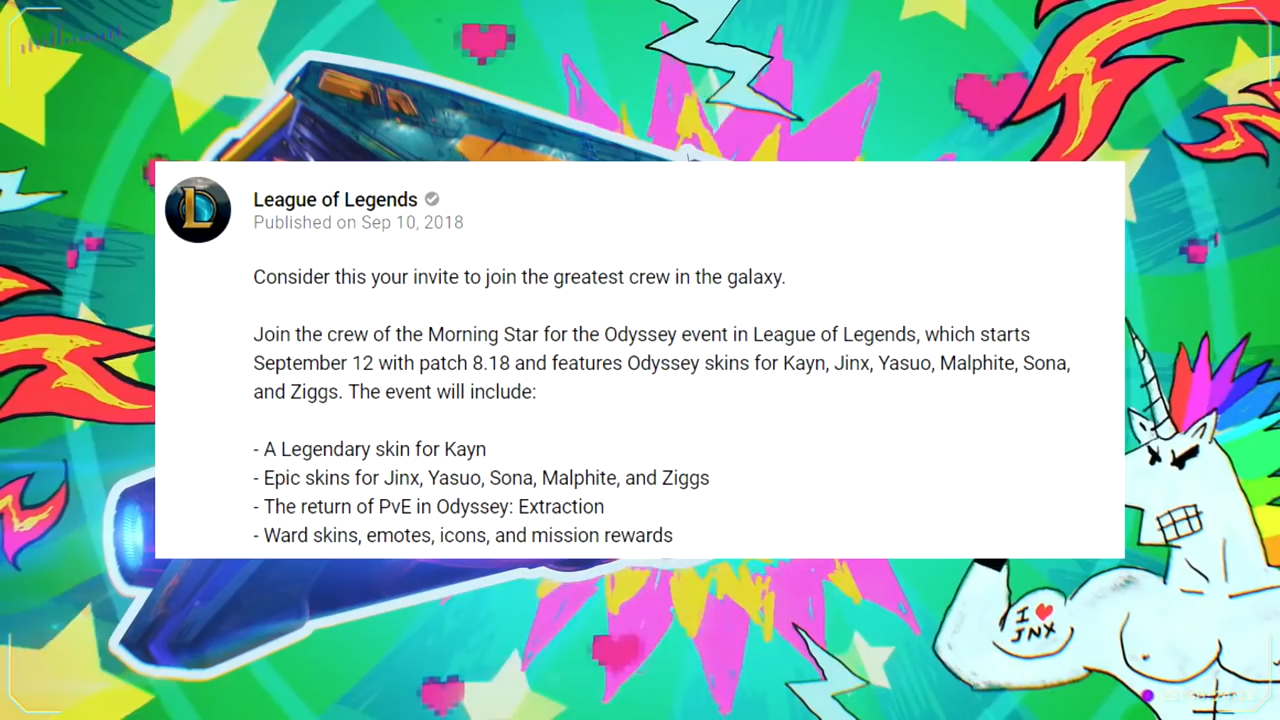 League of Legends
Published on Sep 10, 2018
Consider this your invite to join the greatest crew in the galaxy.
Join the crew of the Morning Star for the Odyssey event in League of Legends, which starts
September 12 with patch 8.18 and features Odyssey skins for Kayn, Jinx, Yasuo, Malphite, Sona,
and Ziggs. The event will include:
- A Legendary skin for Kayn
- Epic skins for Jinx, Yasuo, Sona, Malphite, and Ziggs
- The return of PvE in Odyssey: Extraction
- Ward skins, emotes, icons, and mission rewards
I ❤
JNX